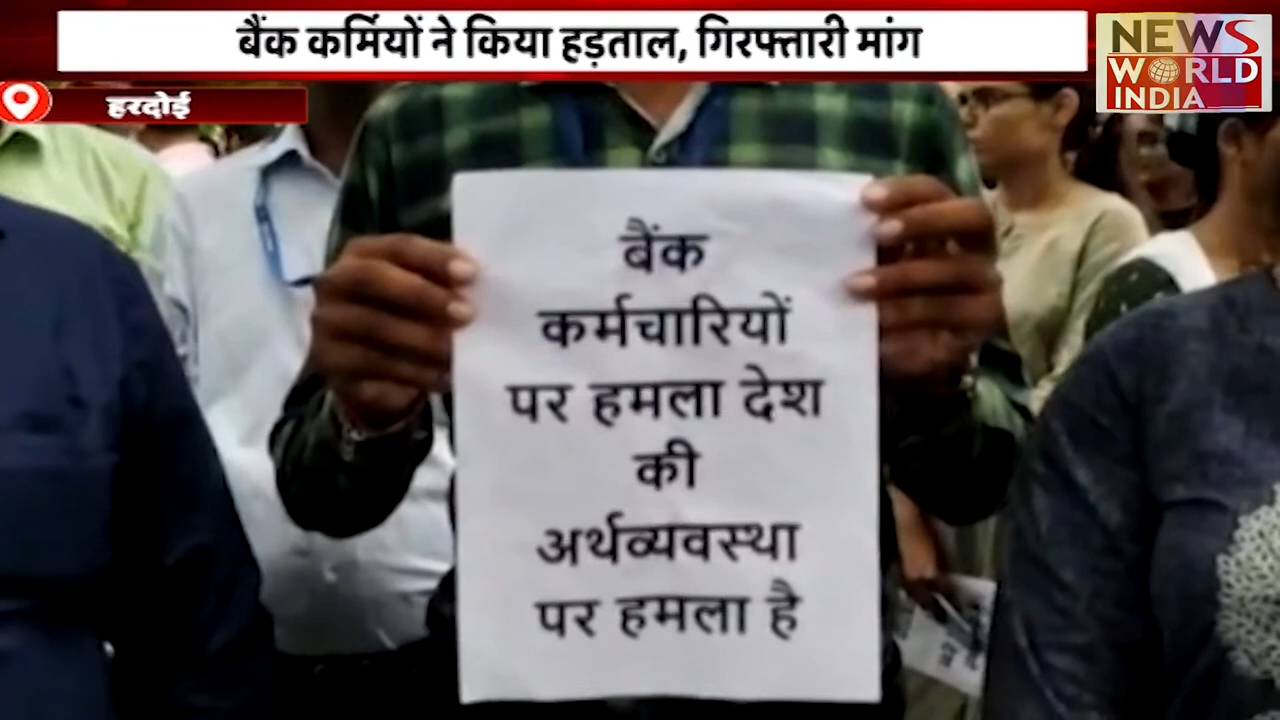 बैंक कर्मियों ने किया हड़ताल, गिरफ्तारी मांग
NEWS
WORLD
INDIA
हरदोई
बैंक
कर्मचारियों
पर हमला देश
की
अर्थव्यवस्था
पर हमला है